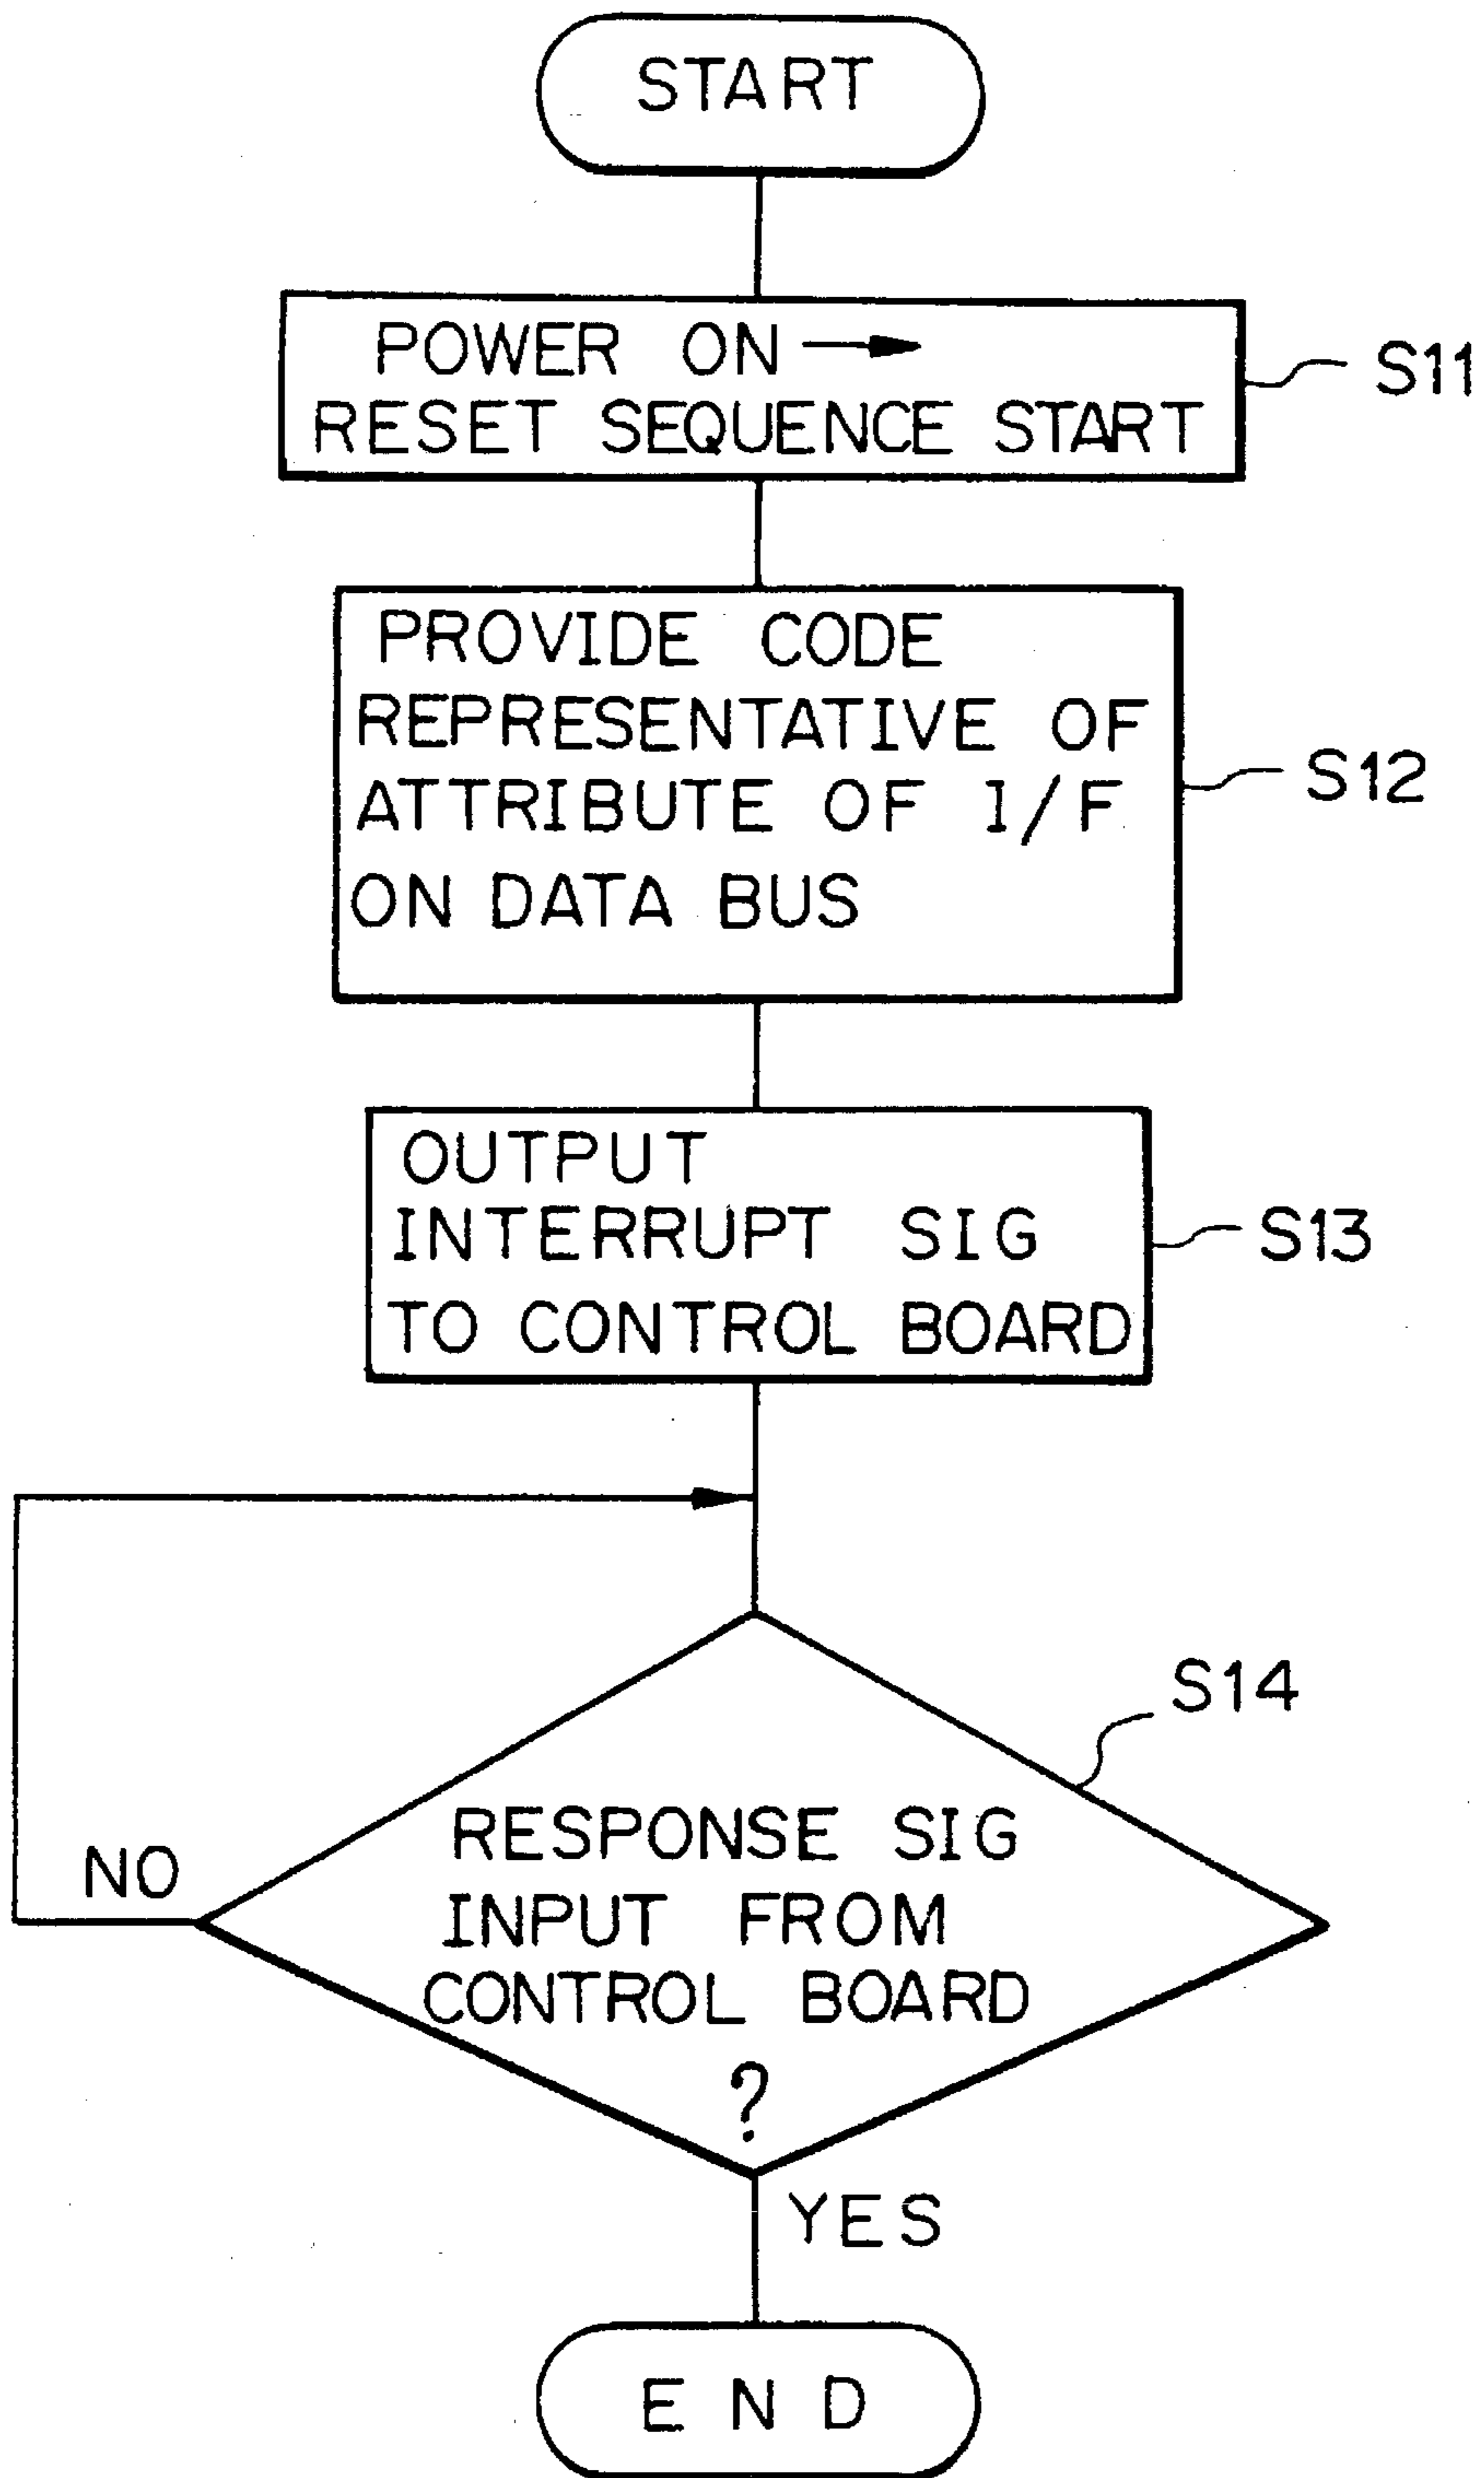 START
POWER ON →
RESET SEQUENCE START
S11
PROVIDE CODE
REPRESENTATIVE OF
ATTRIBUTE OF I/F
ON DATA BUS
S12
OUTPUT
INTERRUPT SIG
TO CONTROL BOARD
S13
S14
RESPONSE SIG
INPUT FROM
CONTROL BOARD
?
NO
YES
END